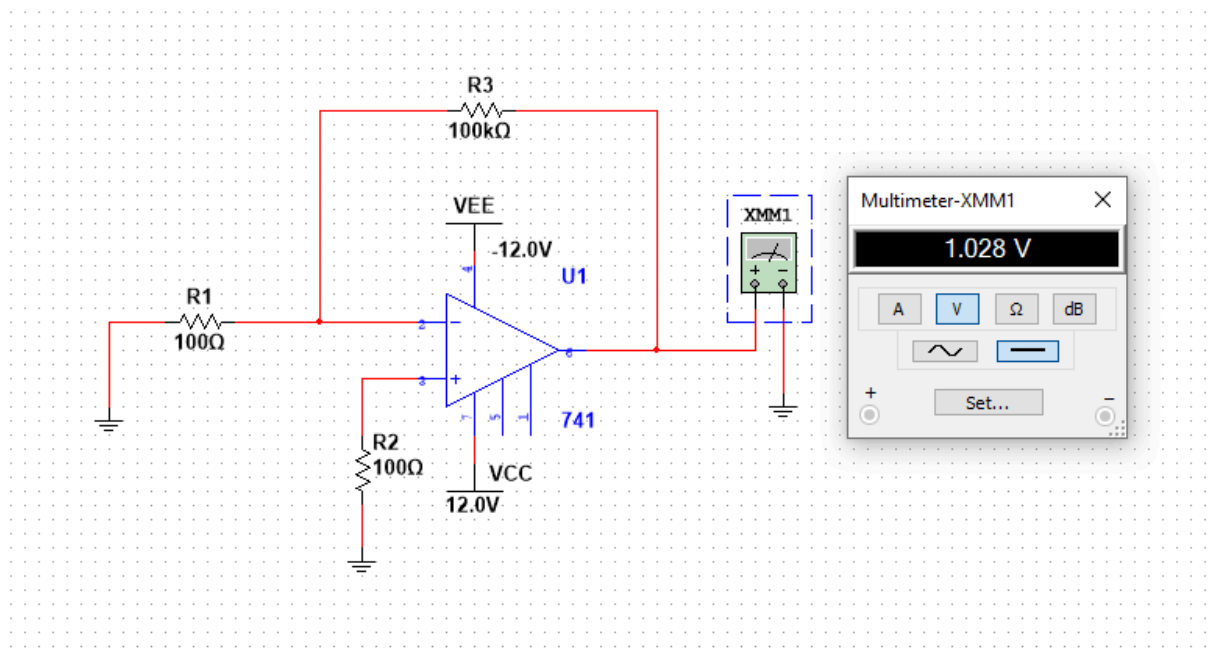 R3
100kΩ
VEE
-12.0V
4
U1
XMM1
+ −
R1
100Ω
2
−
3
+
6
7
5
1
741
R2
100Ω
VCC
12.0V
Multimeter-XMM1
1.028 V
A V Ω dB
Set...
+ −